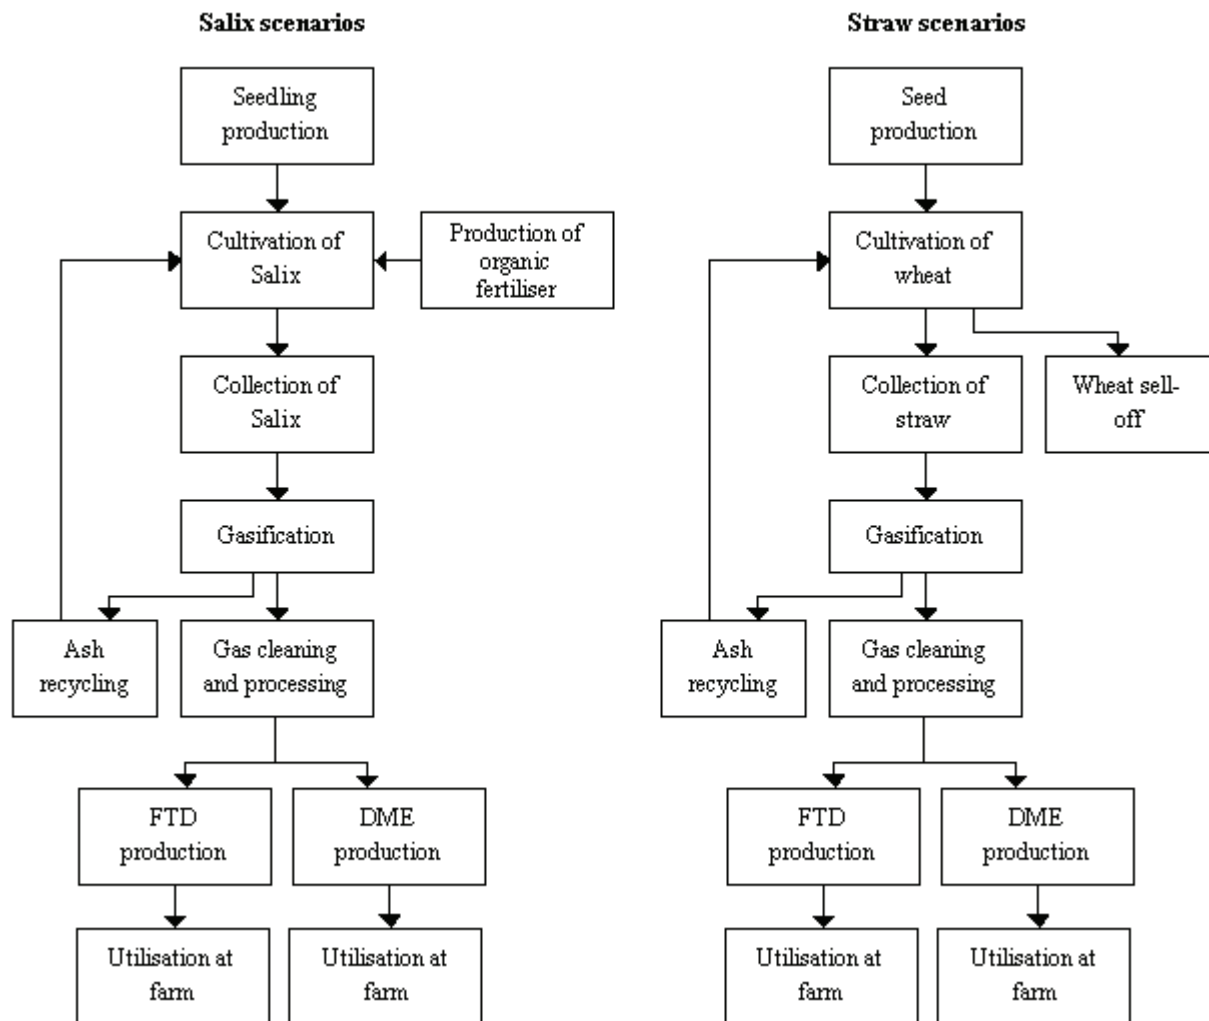 Salix scenarios
Seedling
production
Cultivation of
Salix
Production of
organic
fertiliser
Collection of
Salix
Gasification
Ash
recycling
Gas cleaning
and processing
FTD
production
DME
production
Utilisation at
farm
Utilisation at
farm
Straw scenarios
Seed
production
Cultivation of
wheat
Collection of
straw
Wheat sell-
off
Gasification
Ash
recycling
Gas cleaning
and processing
FTD
production
DME
production
Utilisation at
farm
Utilisation at
farm